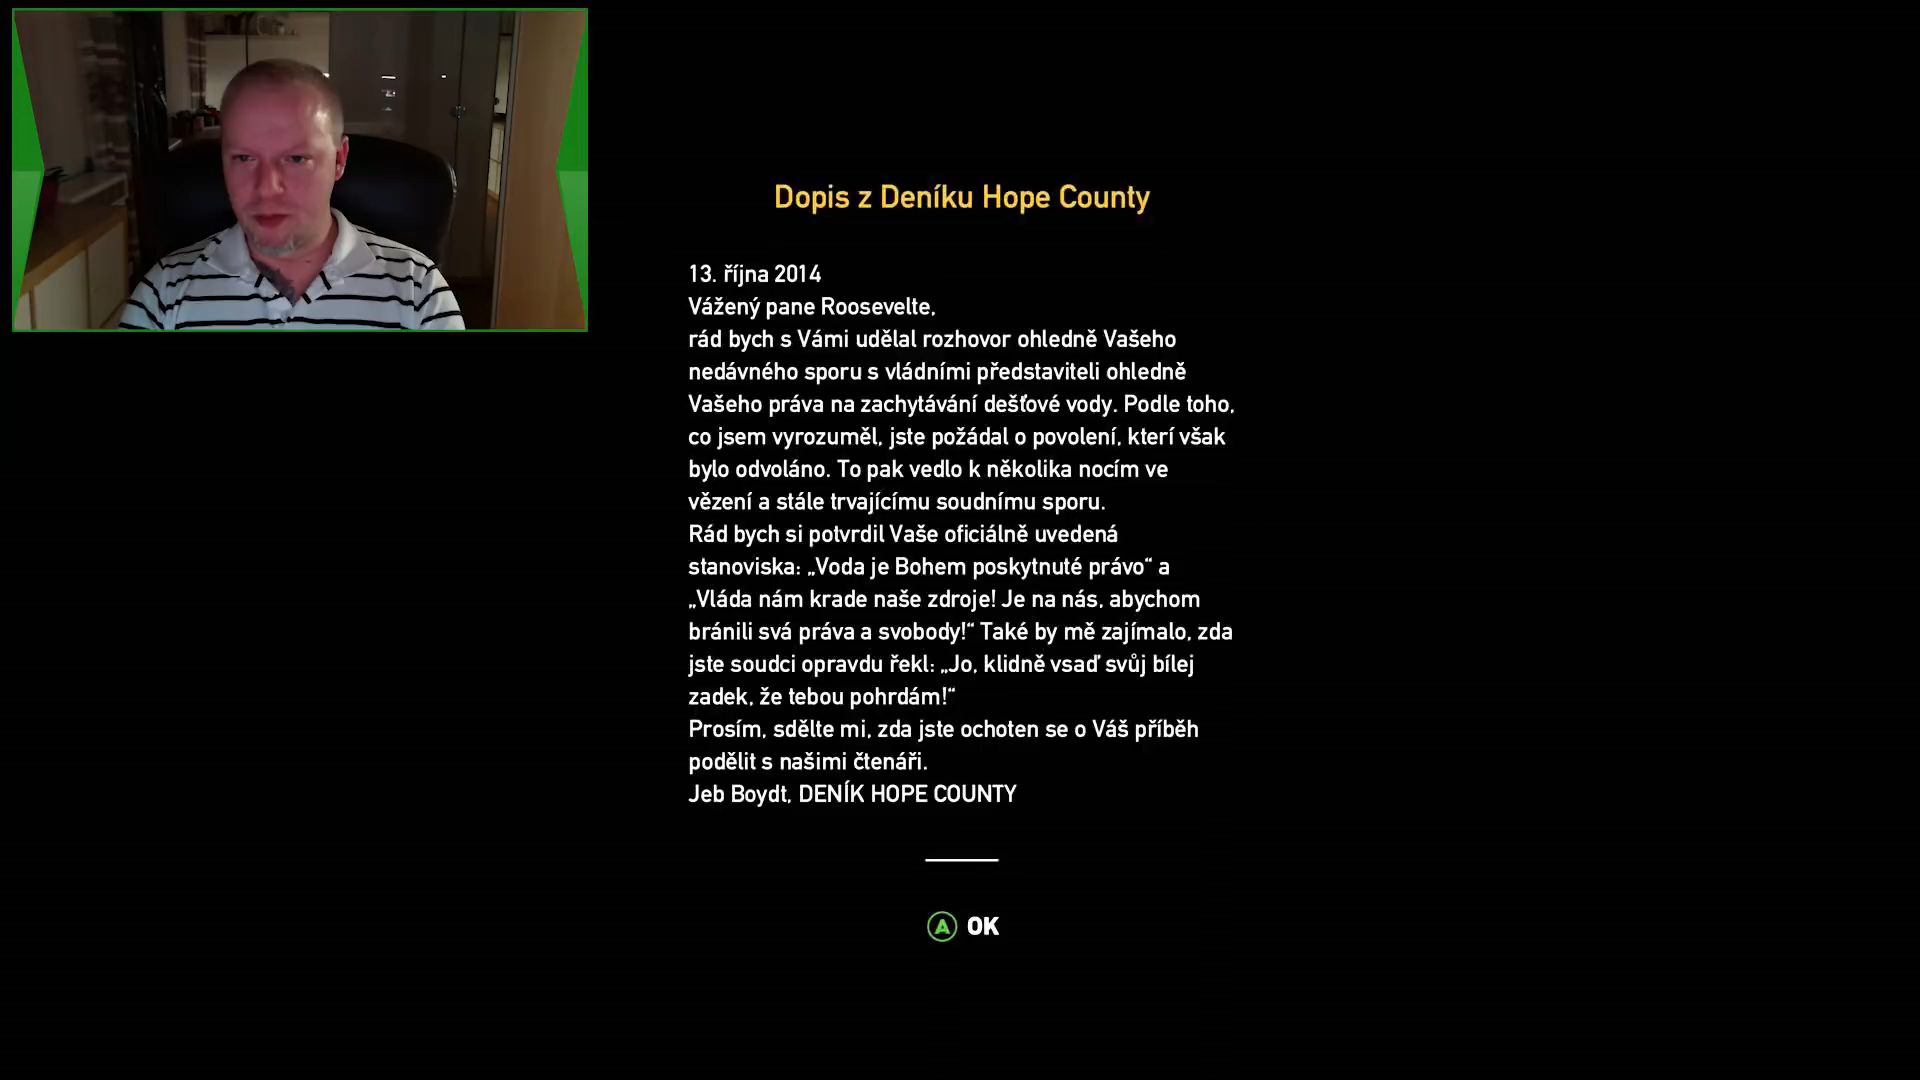 Dopis z Deníku Hope County
13. října 2014
Vážený pane Roosevelte,
rád bych s Vámi udělal rozhovor ohledně Vašeho
nedávného sporu s vládními představiteli ohledně
Vašeho práva na zachytávání dešťové vody. Podle toho,
co jsem vyrozuměl, jste požádal o povolení, kterí však
bylo odvoláno. To pak vedlo k několika nocím ve
vězení a stále trvajícímu soudnímu sporu.
Rád bych si potvrdil Vaše oficiálně uvedená
stanoviska: „Voda je Bohem poskytnuté právo“ a
„Vláda nám krade naše zdroje! Je na nás, abychom
bránili svá práva a svobody!“ Také by mě zajímalo, zda
jste soudci opravdu řekl: „Jo, klidně vsaď svůj bílej
zadek, že tebou pohrdám!“
Prosím, sdělte mi, zda jste ochoten se o Váš příběh
podělit s našimi čtenáři.
Jeb Boydt, DENÍK HOPE COUNTY
A OK